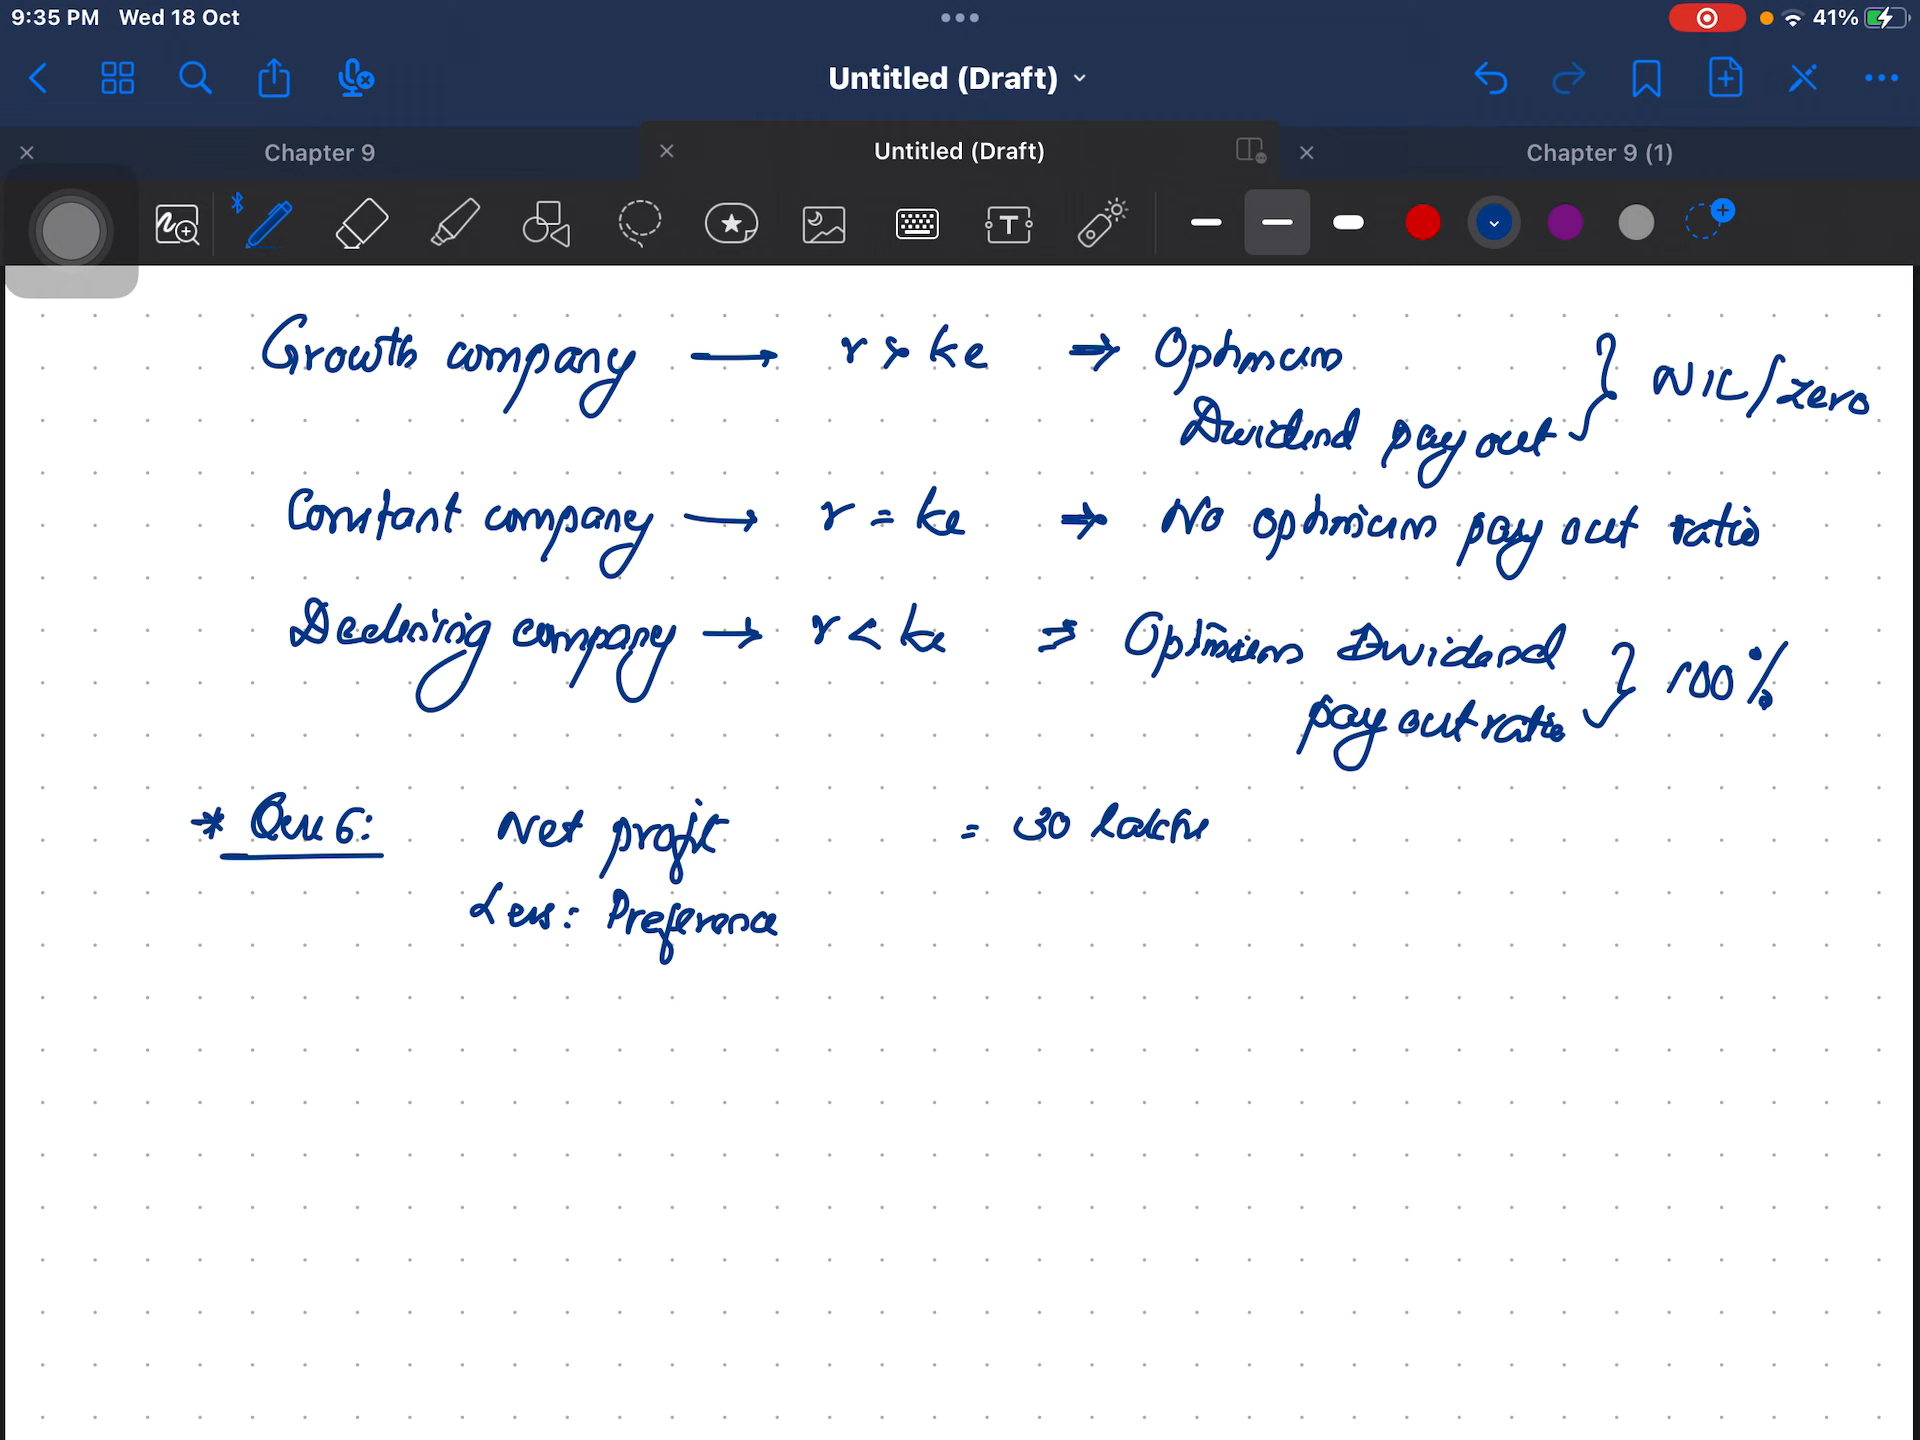 9:35 PM Wed 18 Oct
41%
Untitled (Draft)
Chapter 9
Untitled (Draft)
Chapter 9 (1)
Growth company → r > ke ⇒ Optimum
Dividend pay out } NIL/zero
Constant company → r = ke ⇒ No optimum pay out ratio
Declining company → r < ke ⇒ Optimum Dividend
pay out ratio } 100%
* Que 6: Net profit = 30 lakhs
Less: Preference